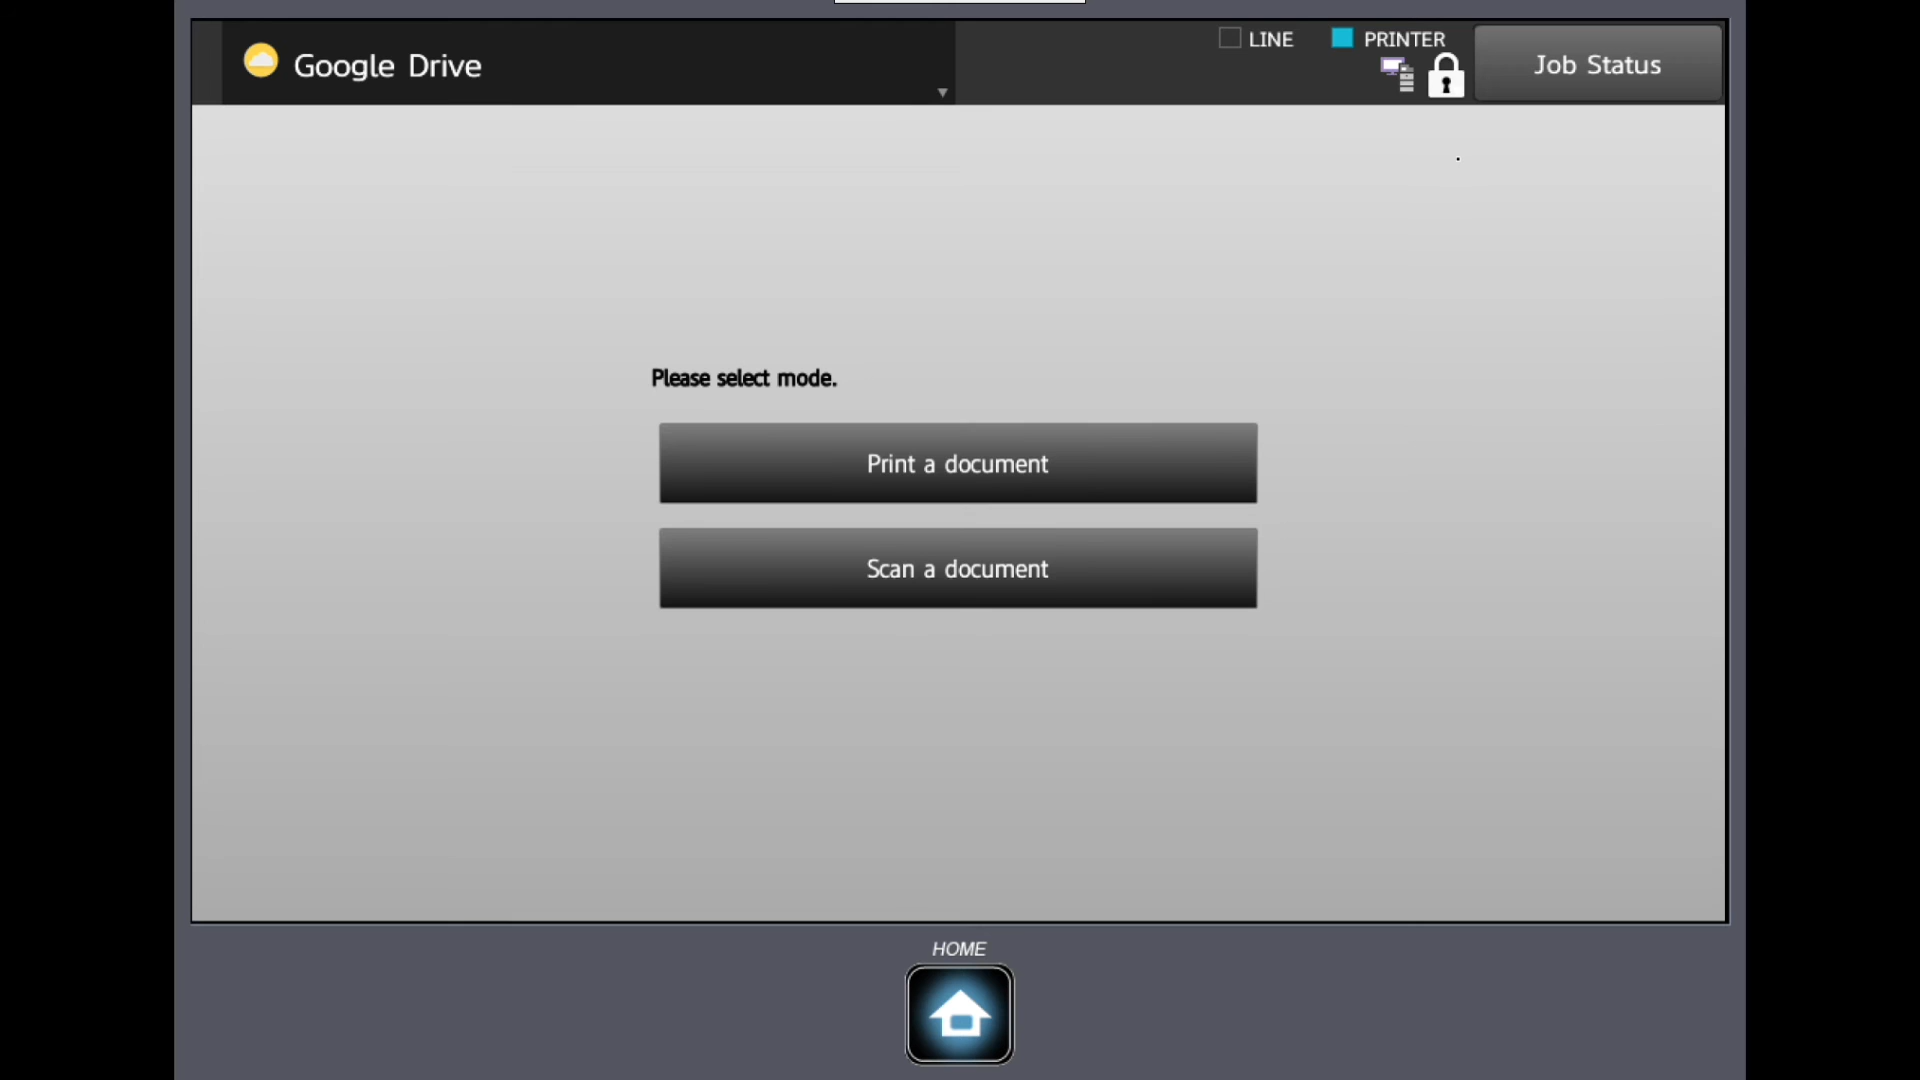 Google Drive
LINE
PRINTER
Job Status
Please select mode.
Print a document
Scan a document
HOME